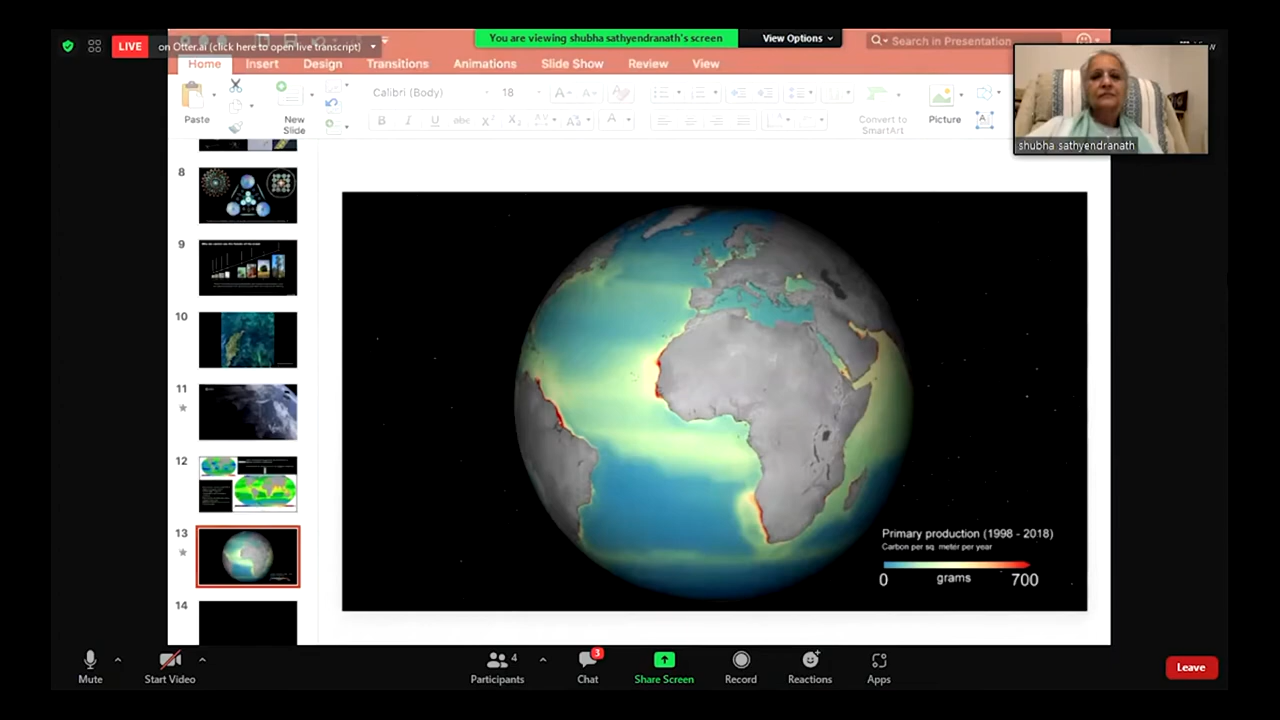 LIVE
on Otter.ai (click here to open live transcript)
You are viewing shubha sathyendranath's screen
View Options
Search in Presentation
Home
Insert
Design
Transitions
Animations
Slide Show
Review
View
Calibri (Body)
18
Paste
New
Slide
B
I
U
abc
X²
X₂
Convert to
SmartArt
Picture
shubha sathyendranath
8
9
10
11
12
13
14
Primary production (1998 - 2018)
Carbon per sq. meter per year
0
grams
700
Mute
Start Video
Participants
4
Chat
3
Share Screen
Record
Reactions
Apps
Leave